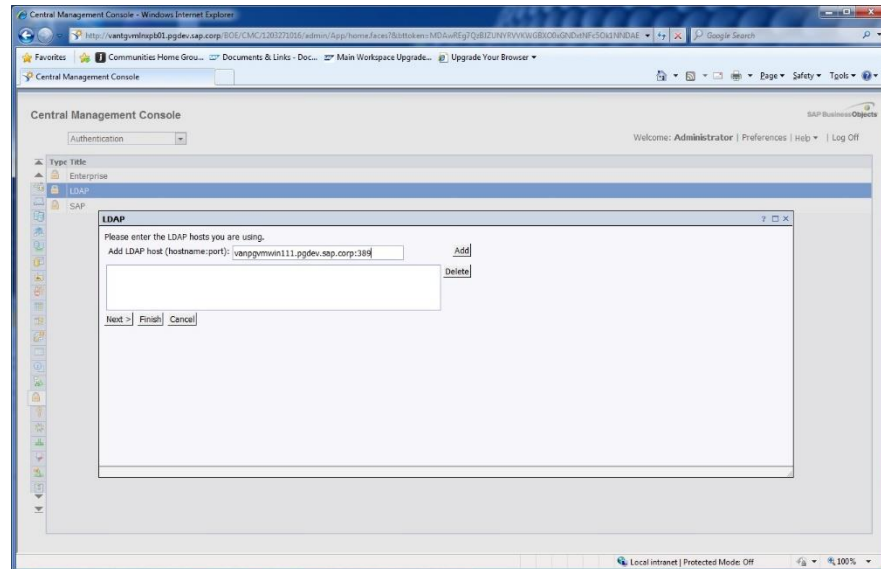 Central Management Console - Windows Internet Explorer
Google Search
Favorites Communities Home Grou... Documents & Links - Doc... Main Workspace Upgrade... Upgrade Your Browser
Central Management Console
Page Safety Tools
Central Management Console
SAP BusinessObjects
Authentication
Welcome: Administrator | Preferences | Help | Log Off
Type Title
Enterprise
LDAP
SAP
LDAP
Please enter the LDAP hosts you are using.
Add LDAP host (hostname:port): vanpgvmwin111.pgdev.sap.corp:389 Add
Delete
Next > Finish Cancel
Local intranet | Protected Mode: Off
100%